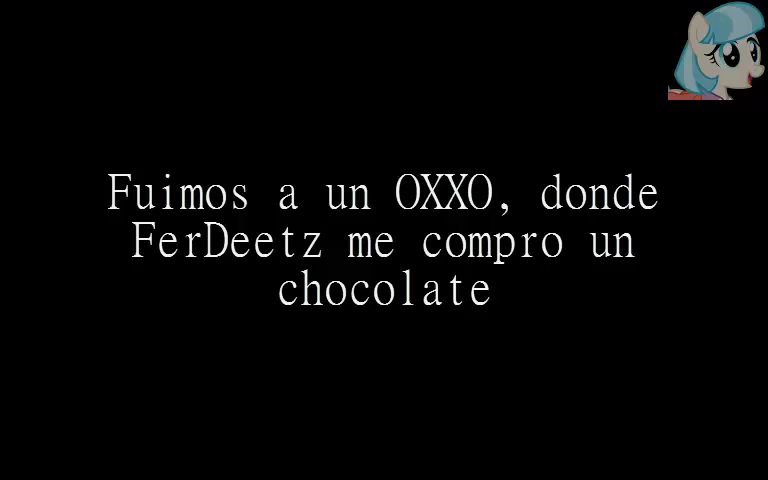 Fuimos a un OXXO, donde
FerDeetz me compro un
chocolate